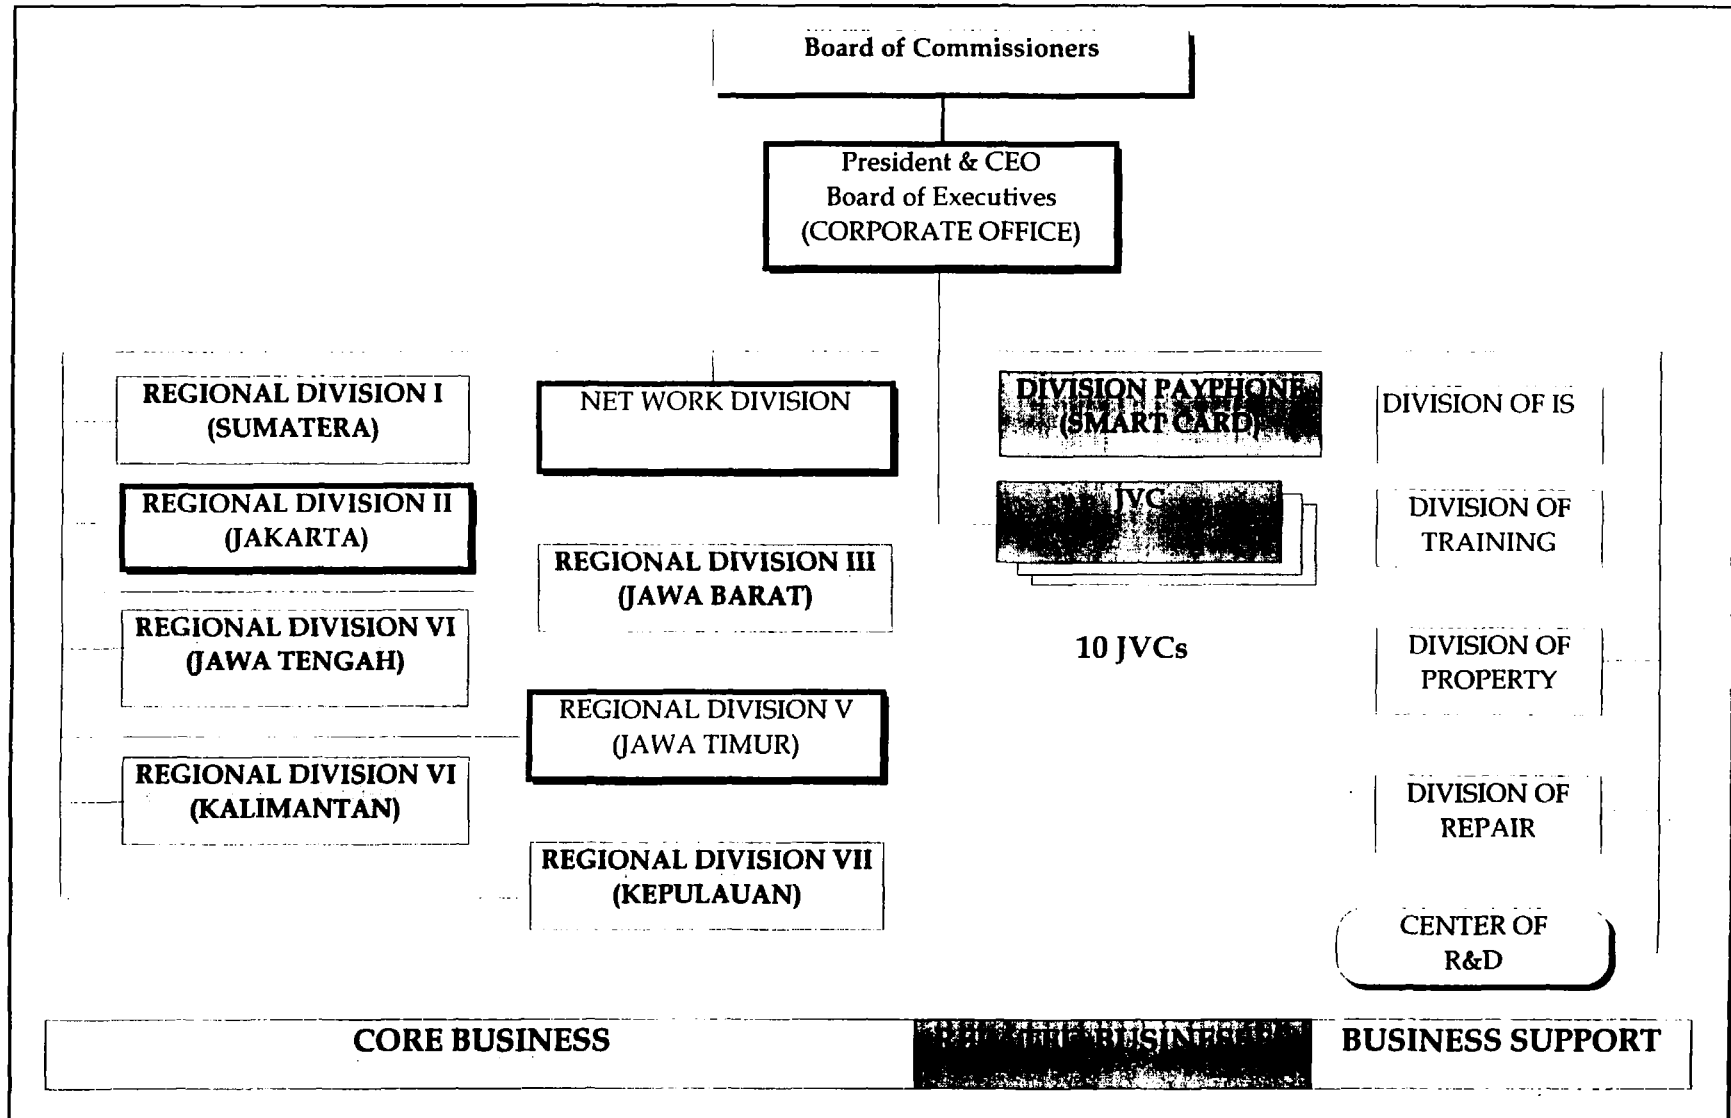 Board of Commissioners
President & CEO
Board of Executives
(CORPORATE OFFICE)
REGIONAL DIVISION I
(SUMATERA)
NET WORK DIVISION
DIVISION PAYPHONE
(SMART CARD)
DIVISION OF IS
REGIONAL DIVISION II
(JAKARTA)
JVC
DIVISION OF
TRAINING
REGIONAL DIVISION III
(JAWA BARAT)
REGIONAL DIVISION VI
(JAWA TENGAH)
10 JVCs
DIVISION OF
PROPERTY
REGIONAL DIVISION V
(JAWA TIMUR)
REGIONAL DIVISION VI
(KALIMANTAN)
DIVISION OF
REPAIR
REGIONAL DIVISION VII
(KEPULAUAN)
CENTER OF
R&D
CORE BUSINESS
BUSINESS SUPPORT